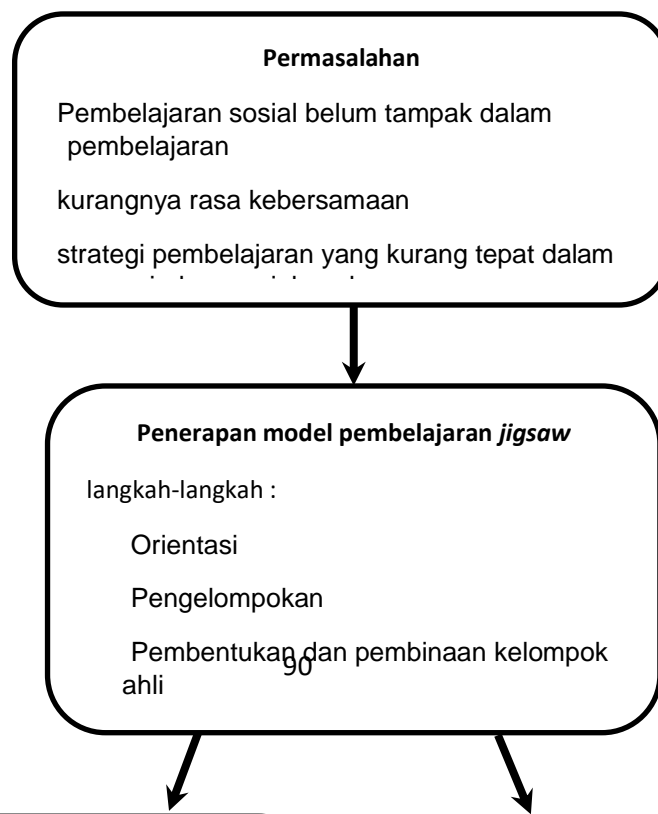 Permasalahan
Pembelajaran sosial belum tampak dalam
pembelajaran
kurangnya rasa kebersamaan
strategi pembelajaran yang kurang tepat dalam
Penerapan model pembelajaran jigsaw
langkah-langkah :
Orientasi
Pengelompokan
Pembentukan dan pembinaan kelompok
ahli
90